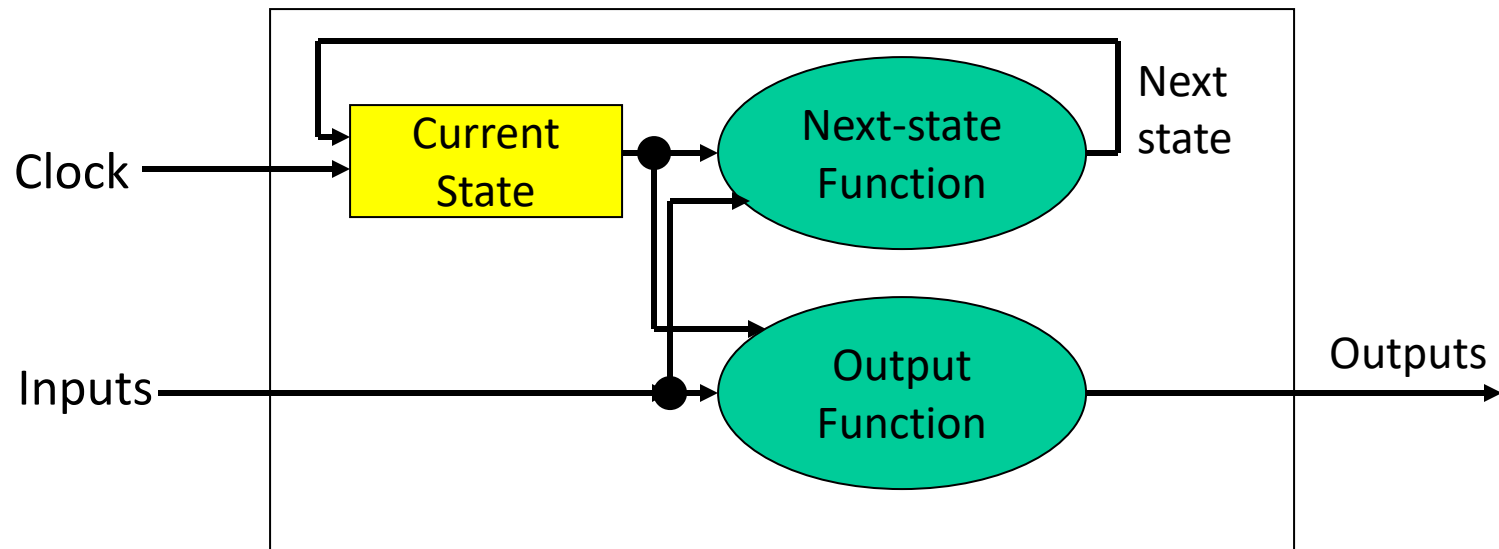 Next
state
Current
State
Next-state
Function
Clock
Inputs
Output
Function
Outputs